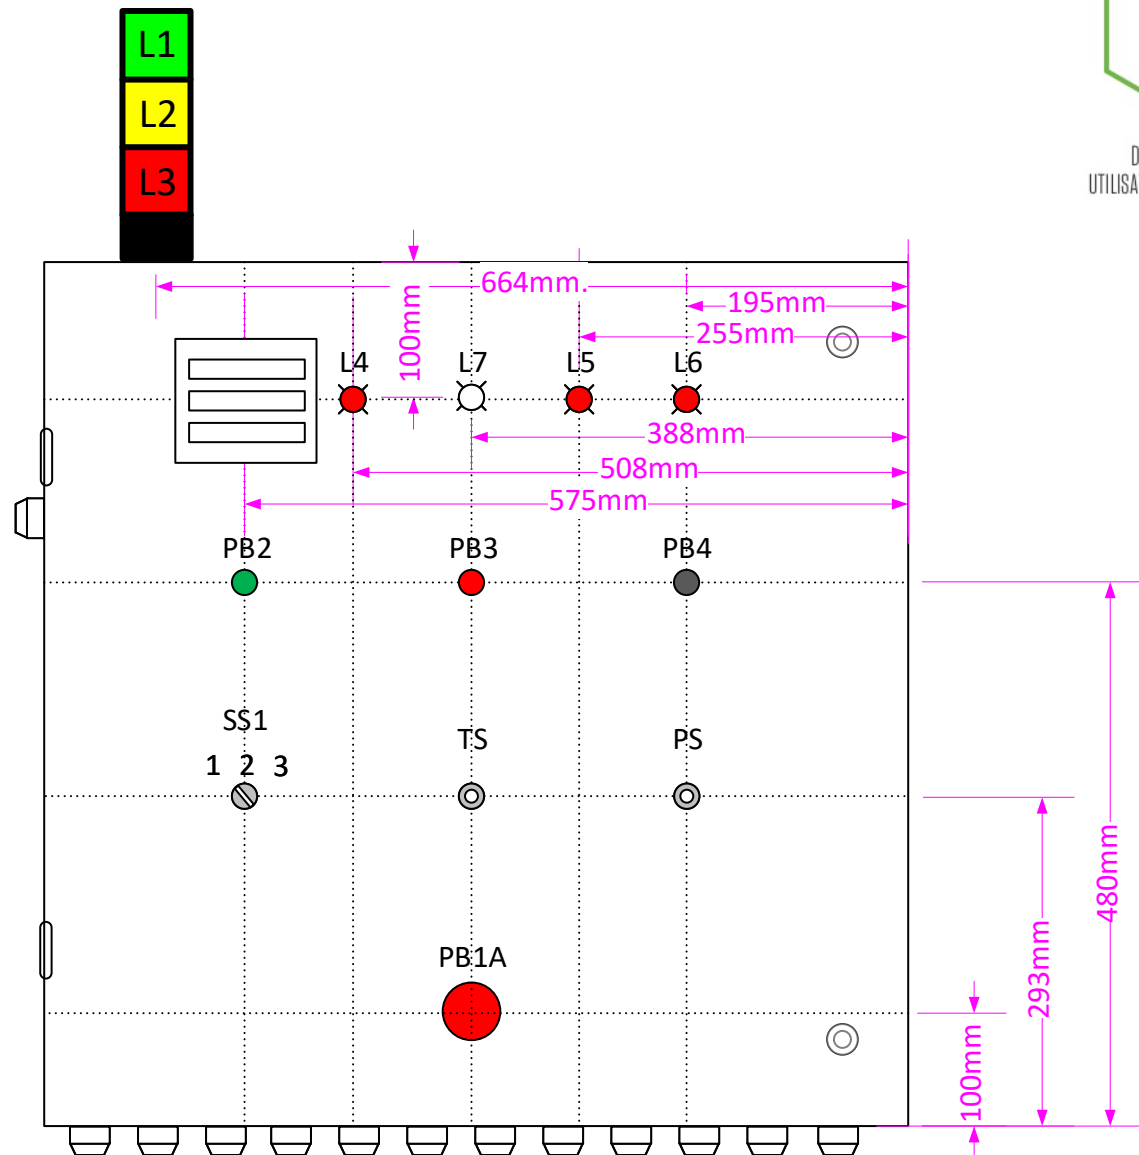 L1
L2
L3
D
UTILISA
664mm.
195mm
255mm
100mm
L4
L7
L5
L6
388mm
508mm
575mm
PB2
PB3
PB4
SS1
TS
PS
1 2 3
480mm
293mm
PB1A
100mm